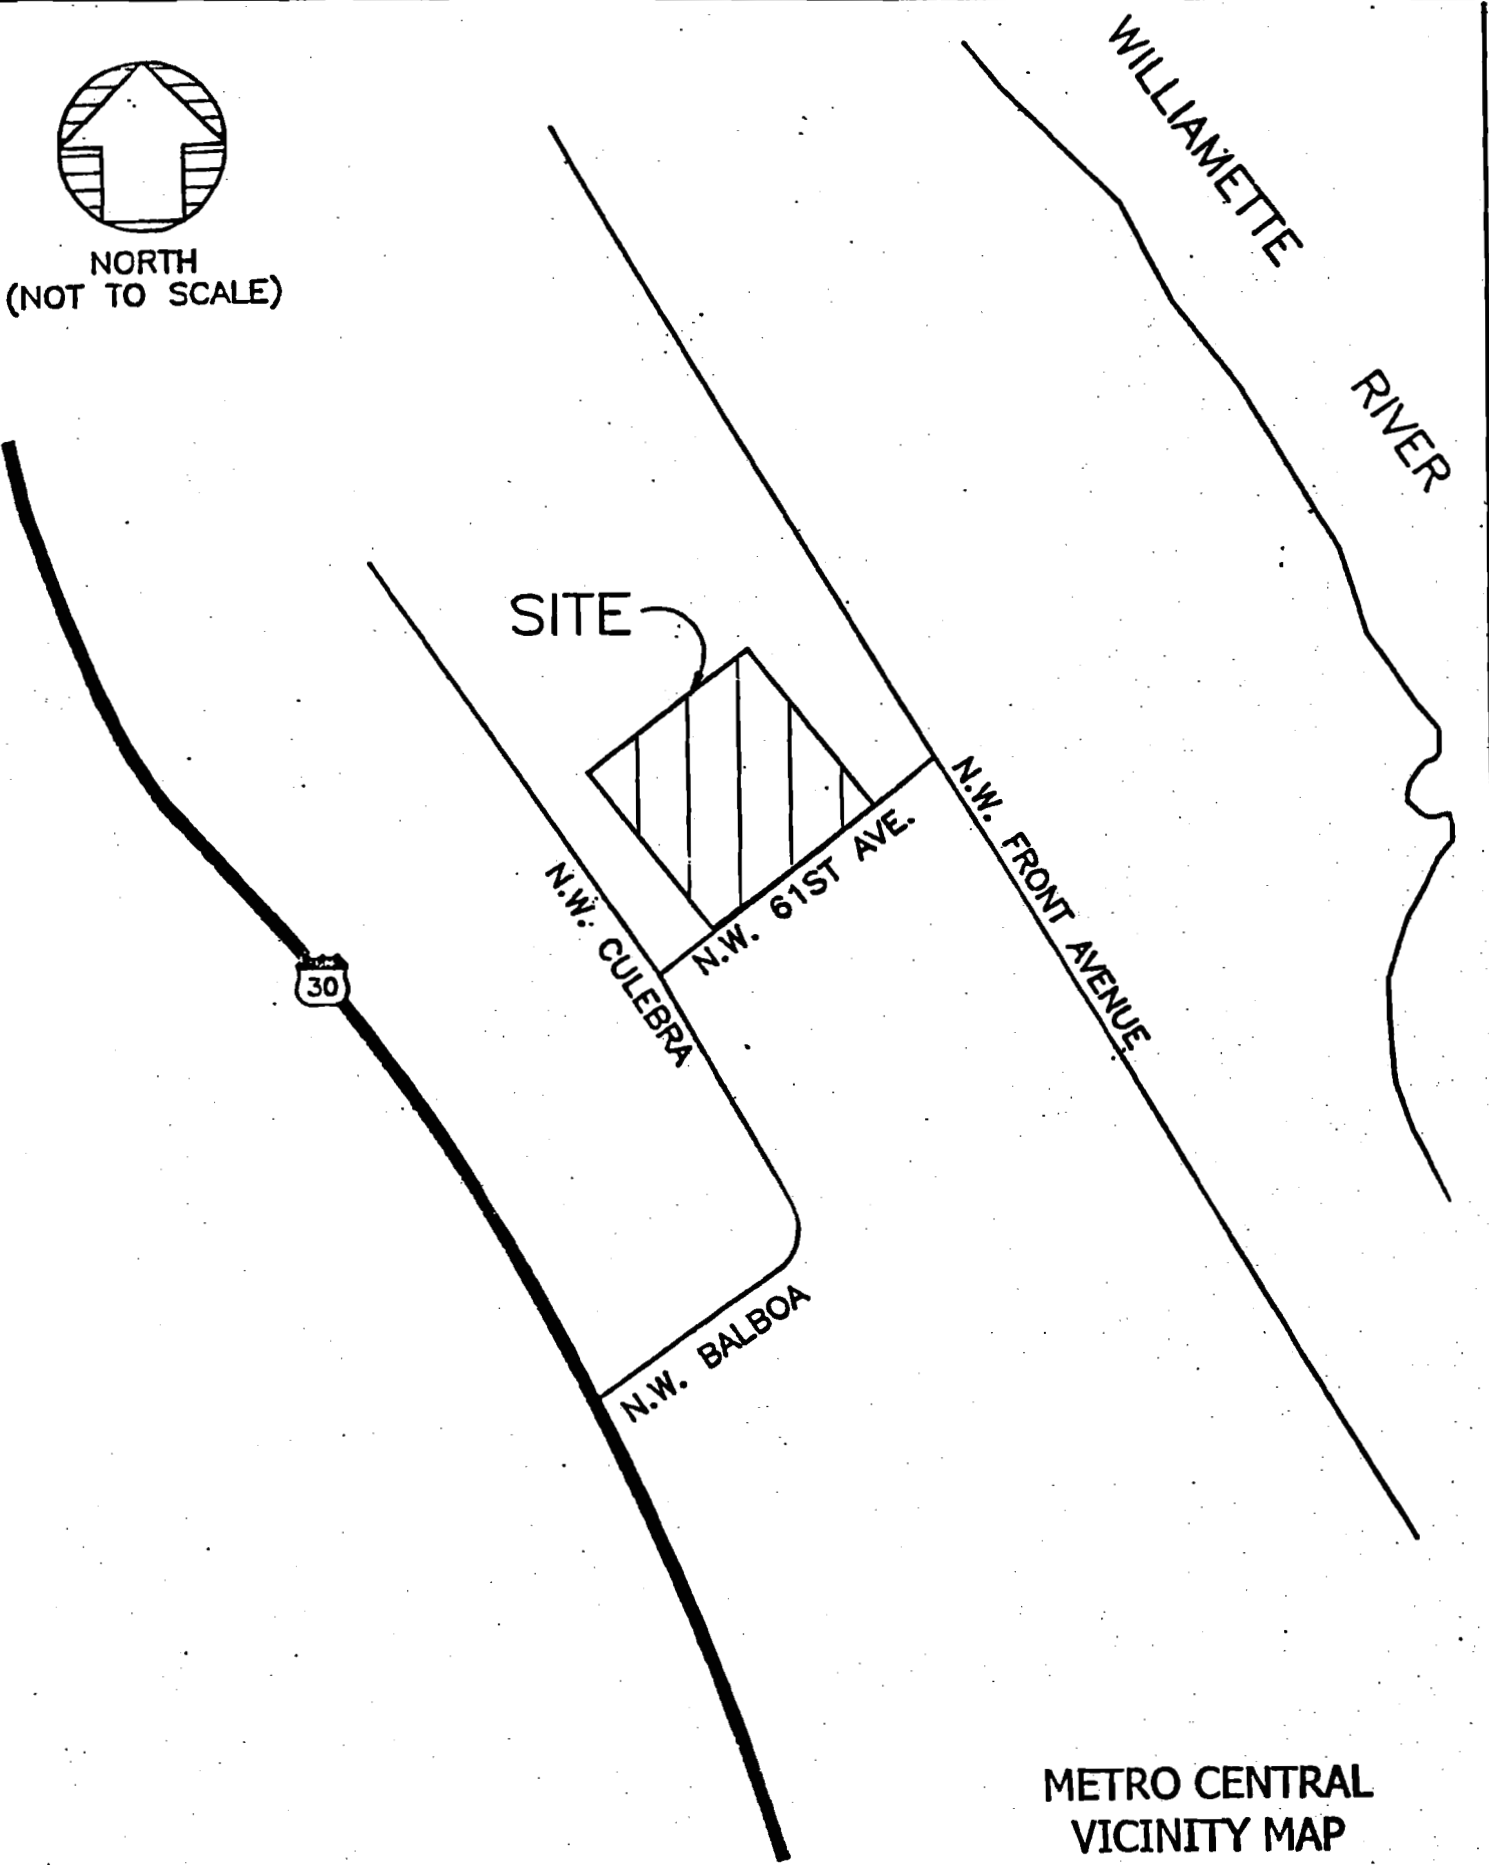 WILLIAMETTE
RIVER
NORTH
(NOT TO SCALE)
SITE
N.W. 61ST AVE.
N.W. FRONT AVENUE
N.W. CULEBRA
30
N.W. BALBOA
METRO CENTRAL
VICINITY MAP